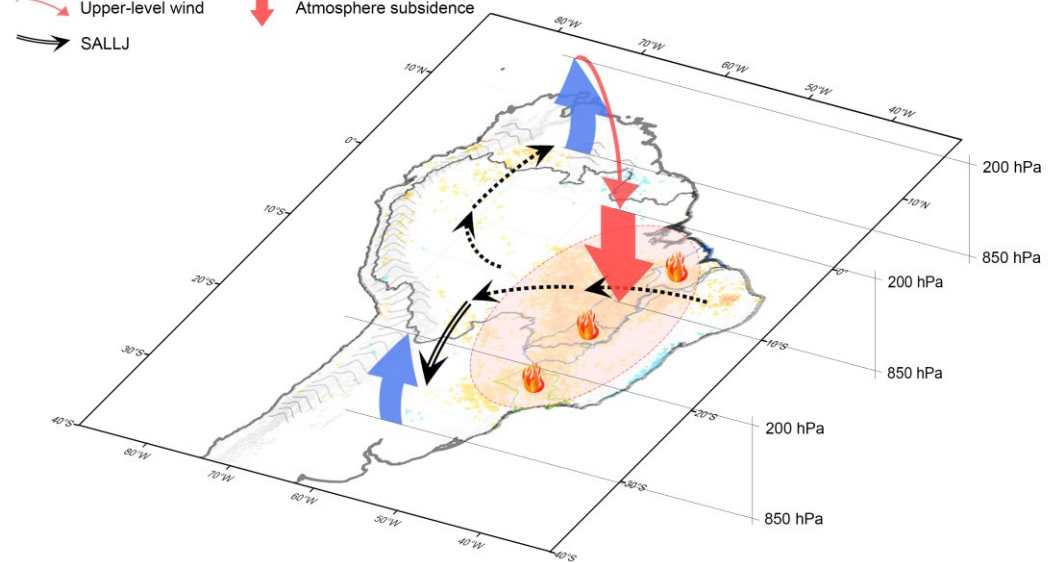 Upper-level wind
Atmosphere subsidence
SALLJ
80°W
70°W
60°W
50°W
40°W
10°N
0°
10°S
20°S
30°S
40°S
200 hPa
10°N
850 hPa
0°
200 hPa
10°S
850 hPa
20°S
200 hPa
30°S
850 hPa
80°W
70°W
60°W
50°W
40°W
40°S